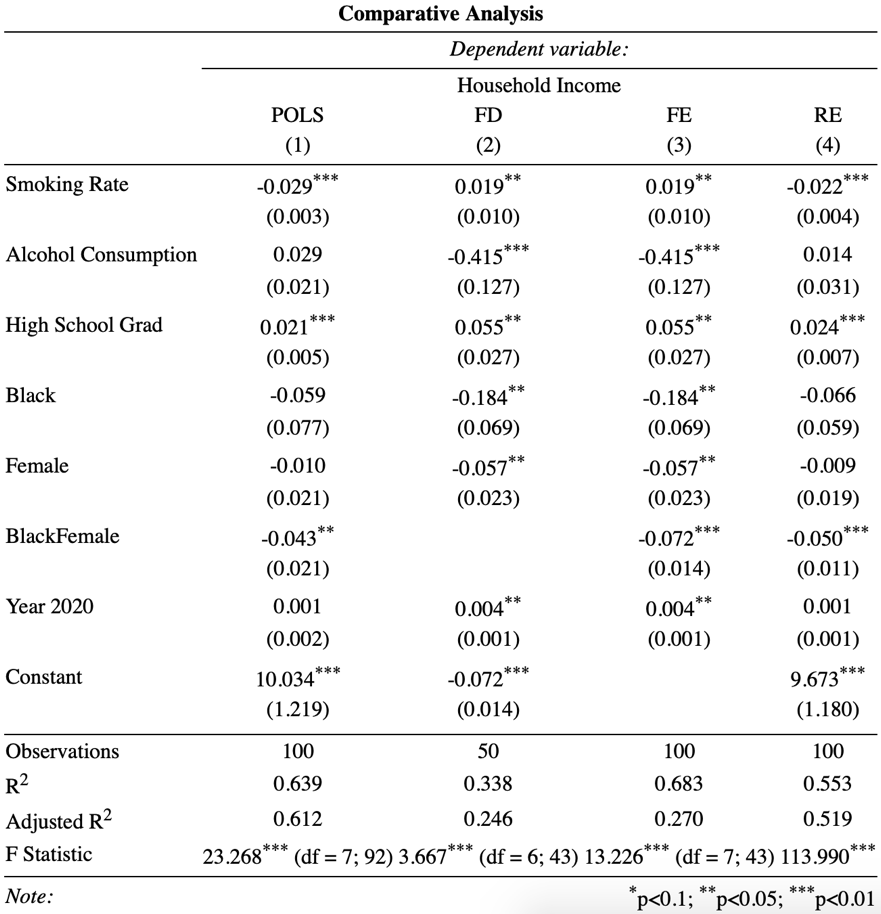 Comparative Analysis
Dependent variable:
Household Income
POLS FD FE RE
(1) (2) (3) (4)
Smoking Rate -0.029*** 0.019** 0.019** -0.022***
(0.003) (0.010) (0.010) (0.004)
Alcohol Consumption 0.029 -0.415*** -0.415*** 0.014
(0.021) (0.127) (0.127) (0.031)
High School Grad 0.021*** 0.055** 0.055** 0.024***
(0.005) (0.027) (0.027) (0.007)
Black -0.059 -0.184** -0.184** -0.066
(0.077) (0.069) (0.069) (0.059)
Female -0.010 -0.057** -0.057** -0.009
(0.021) (0.023) (0.023) (0.019)
BlackFemale -0.043** -0.072*** -0.050***
(0.021) (0.014) (0.011)
Year 2020 0.001 0.004** 0.004** 0.001
(0.002) (0.001) (0.001) (0.001)
Constant 10.034*** -0.072*** 9.673***
(1.219) (0.014) (1.180)
Observations 100 50 100 100
R2 0.639 0.338 0.683 0.553
Adjusted R2 0.612 0.246 0.270 0.519
F Statistic 23.268*** (df = 7; 92) 3.667*** (df = 6; 43) 13.226*** (df = 7; 43) 113.990***
Note: *p<0.1; **p<0.05; ***p<0.01